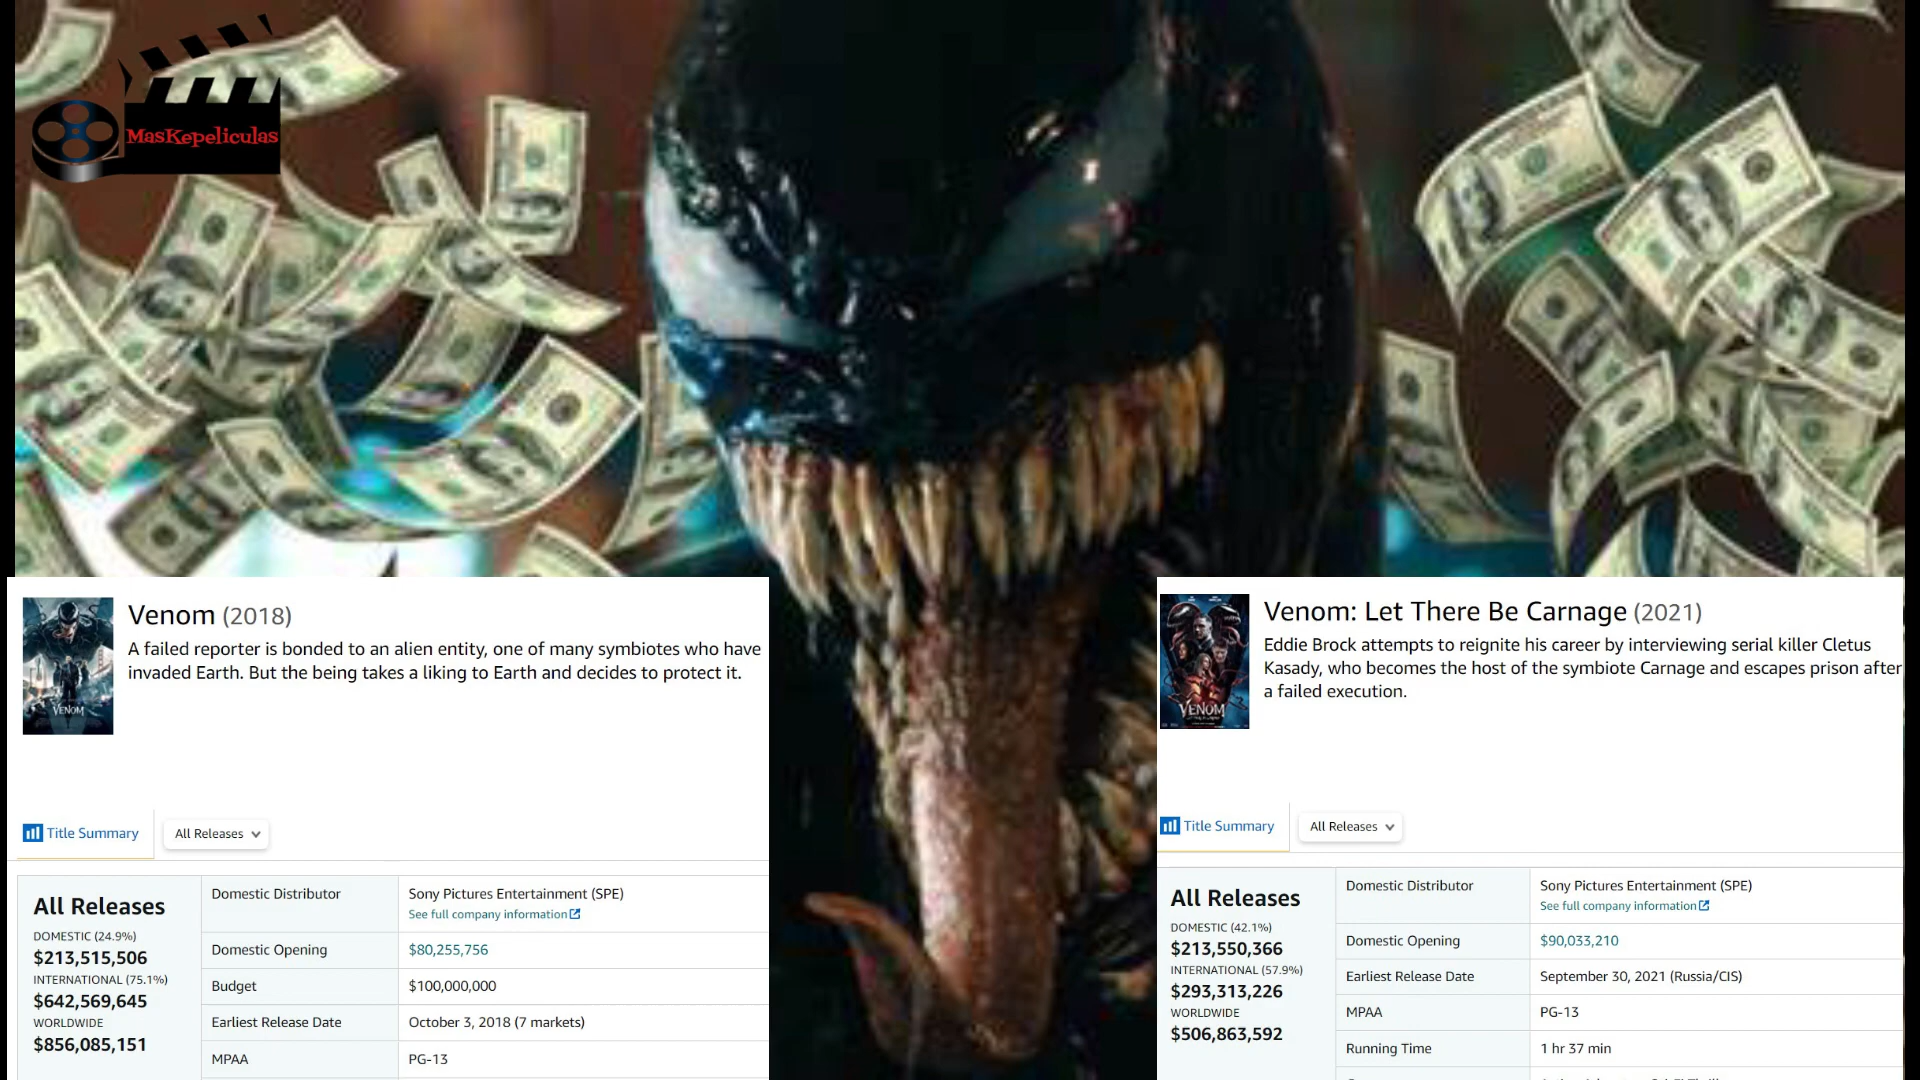 MasKepeliculas
Venom (2018)
A failed reporter is bonded to an alien entity, one of many symbiotes who have
invaded Earth. But the being takes a liking to Earth and decides to protect it.
VENOM
Title Summary
All Releases
All Releases
DOMESTIC (24.9%)
$213,515,506
INTERNATIONAL (75.1%)
$642,569,645
WORLDWIDE
$856,085,151
Domestic Distributor
Sony Pictures Entertainment (SPE)
See full company information
Domestic Opening
$80,255,756
Budget
$100,000,000
Earliest Release Date
October 3, 2018 (7 markets)
MPAA
PG-13
Venom: Let There Be Carnage (2021)
Eddie Brock attempts to reignite his career by interviewing serial killer Cletus
Kasady, who becomes the host of the symbiote Carnage and escapes prison after
a failed execution.
VENOM
Title Summary
All Releases
All Releases
DOMESTIC (42.1%)
$213,550,366
INTERNATIONAL (57.9%)
$293,313,226
WORLDWIDE
$506,863,592
Domestic Distributor
Sony Pictures Entertainment (SPE)
See full company information
Domestic Opening
$90,033,210
Earliest Release Date
September 30, 2021 (Russia/CIS)
MPAA
PG-13
Running Time
1 hr 37 min